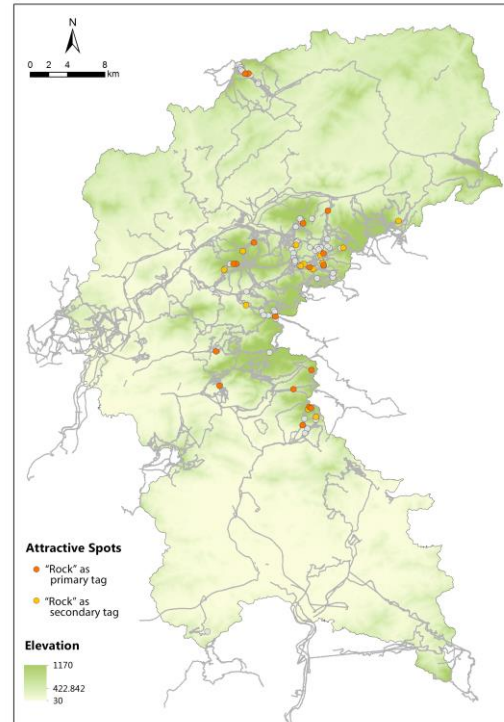 N
0 2 4 8
km
Attractive Spots
"Rock" as
primary tag
"Rock" as
secondary tag
Elevation
1170
422.842
30